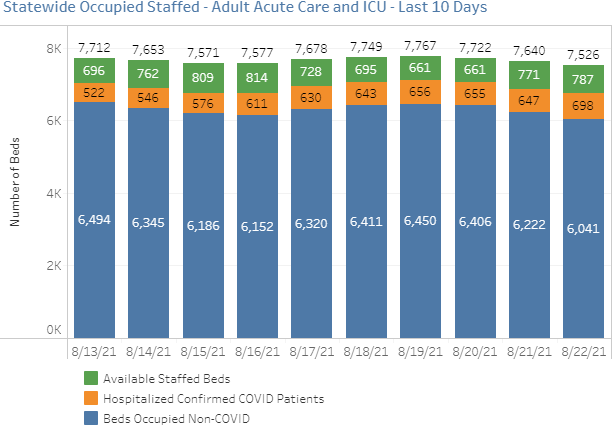 Statewide Occupied Staffed - Adult Acute Care and ICU - Last 10 Days
7,712 7,653 7,571 7,577 7,678 7,749 7,767 7,722 7,640 7,526
8K
696 762 809 814 728 695 661 661 771 787
522 546 576 611 630 643 656 655 647 698
6K
Number of Beds
4K
6,494 6,345 6,186 6,152 6,320 6,411 6,450 6,406 6,222 6,041
2K
0K
8/13/21 8/14/21 8/15/21 8/16/21 8/17/21 8/18/21 8/19/21 8/20/21 8/21/21 8/22/21
Available Staffed Beds
Hospitalized Confirmed COVID Patients
Beds Occupied Non-COVID